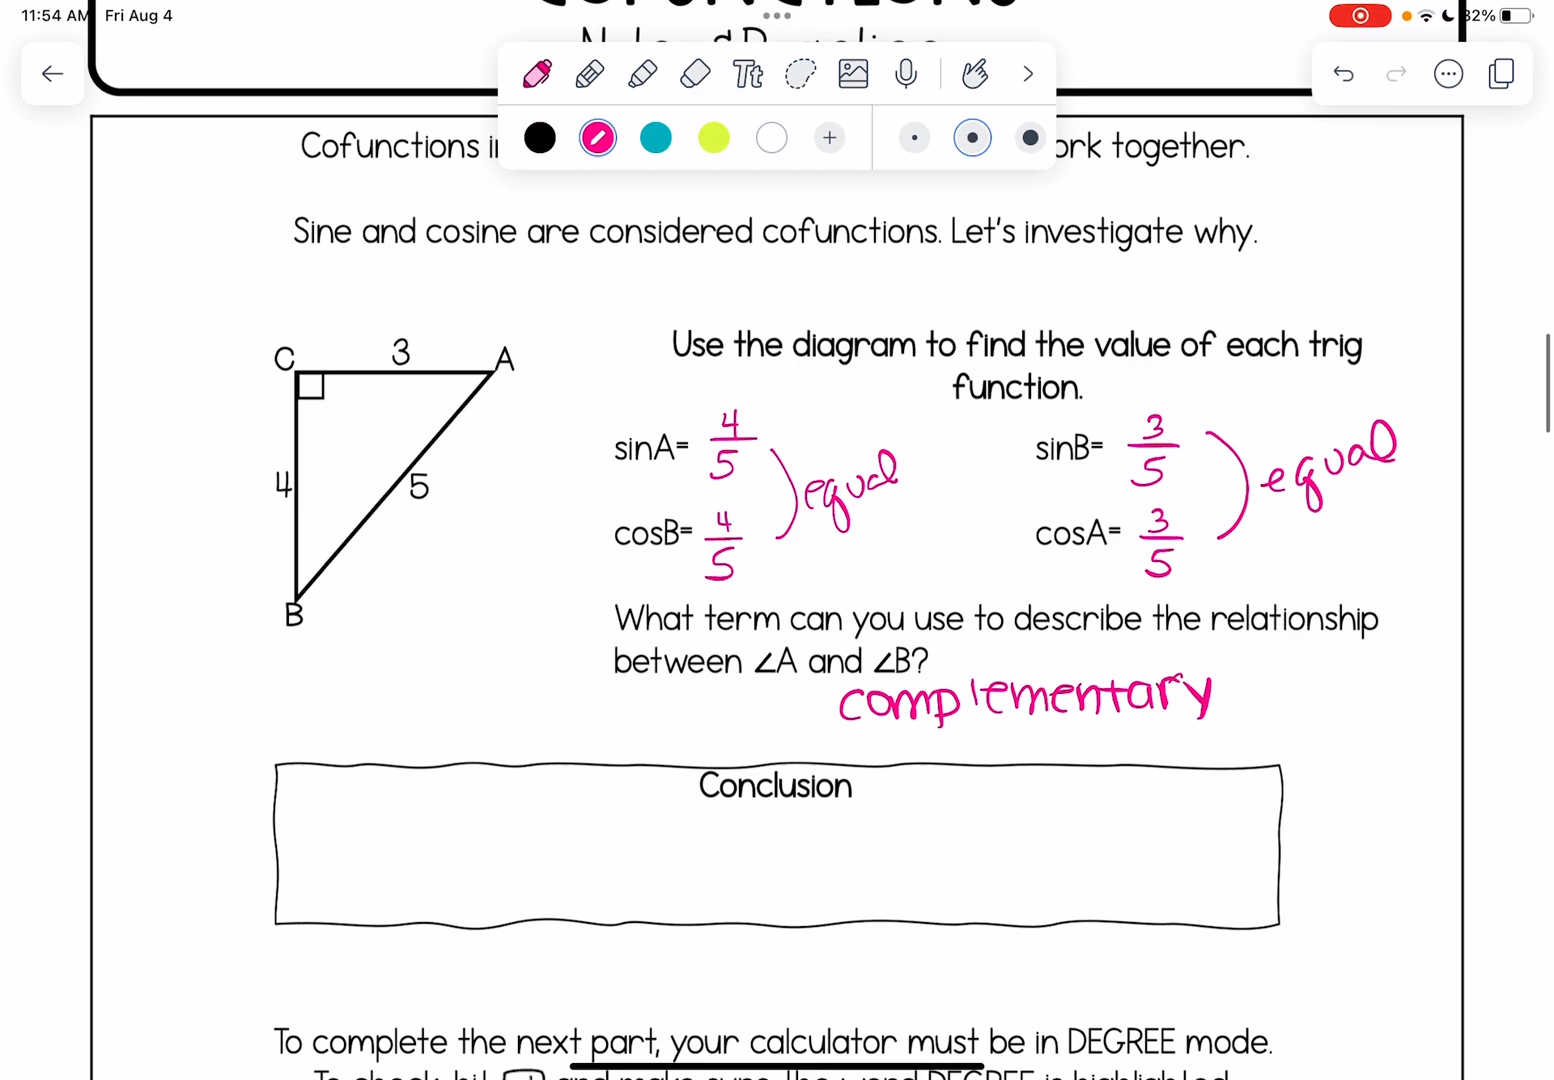 11:54 AM Fri Aug 4
32%
Tt
Cofunctions
ork together.
Sine and cosine are considered cofunctions. Let's investigate why.
C 3 A
4
5
B
Use the diagram to find the value of each trig
function.
sinA= 4/5
equal
cosB= 4/5
sinB= 3/5
equal
cosA= 3/5
What term can you use to describe the relationship
between ∠A and ∠B?
complementary
Conclusion
To complete the next part, your calculator must be in DEGREE mode.